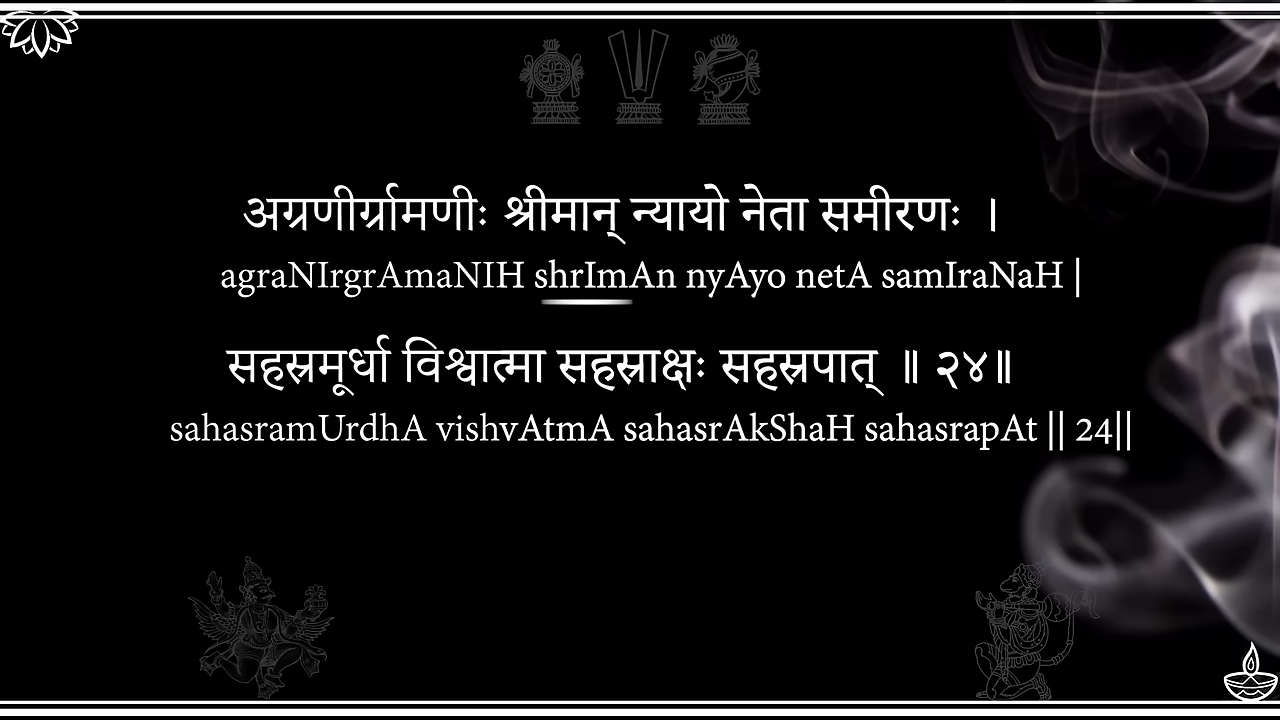 अग्रणीर्ग्रामणीः श्रीमान् न्यायो नेता समीरणः ।
agraNIrgrAmaNIH shrImAn nyAyo netA samIraNaH |
सहस्रमूर्धा विश्वात्मा सहस्राक्षः सहस्रपात् ॥ २४॥
sahasramUrdhA vishvAtmA sahasrAkShaH sahasrapAt || 24||